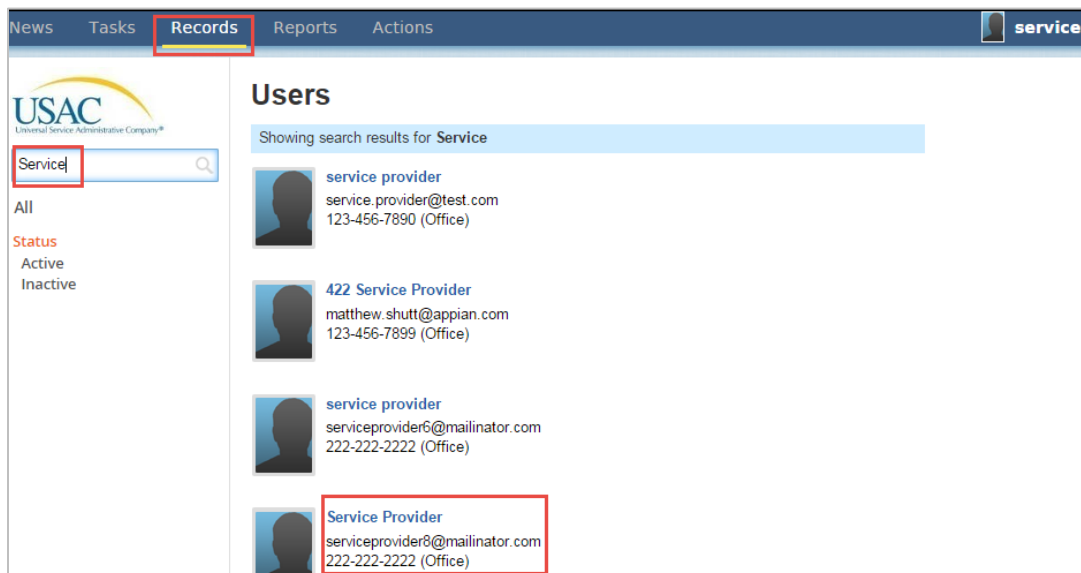 News Tasks Records Reports Actions service
USAC
Universal Service Administrative Company®
Service
All
Status
Active
Inactive
Users
Showing search results for Service
service provider
service.provider@test.com
123-456-7890 (Office)
422 Service Provider
matthew.shutt@appian.com
123-456-7899 (Office)
service provider
serviceprovider6@mailinator.com
222-222-2222 (Office)
Service Provider
serviceprovider8@mailinator.com
222-222-2222 (Office)